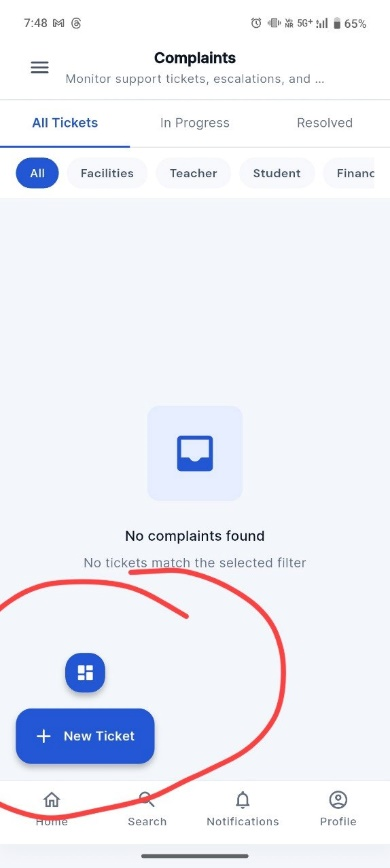 7:48
5G+ 65%
Complaints
Monitor support tickets, escalations, and ...
All Tickets In Progress Resolved
All Facilities Teacher Student Financ
No complaints found
No tickets match the selected filter
+ New Ticket
Home Search Notifications Profile